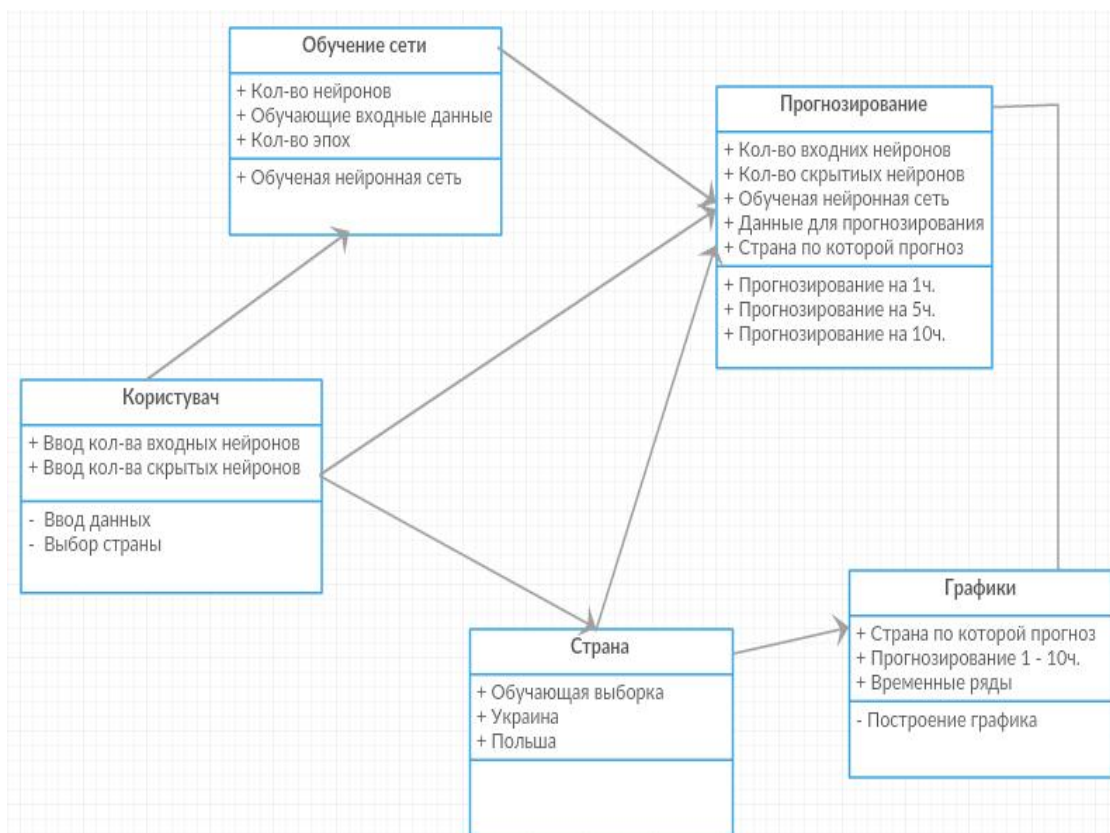 Обучение сети
+ Кол-во нейронов
+ Обучающие входные данные
+ Кол-во эпох
+ Обученая нейронная сеть
Прогнозирование
+ Кол-во входних нейронов
+ Кол-во скрытиых нейронов
+ Обученая нейронная сеть
+ Данные для прогнозирования
+ Страна по которой прогноз
+ Прогнозирование на 1ч.
+ Прогнозирование на 5ч.
+ Прогнозирование на 10ч.
Користувач
+ Ввод кол-ва входных нейронов
+ Ввод кол-ва скрытых нейронов
- Ввод данных
- Выбор страны
Страна
+ Обучающая выборка
+ Украина
+ Польша
Графики
+ Страна по которой прогноз
+ Прогнозирование 1 - 10ч.
+ Временные ряды
- Построение графика